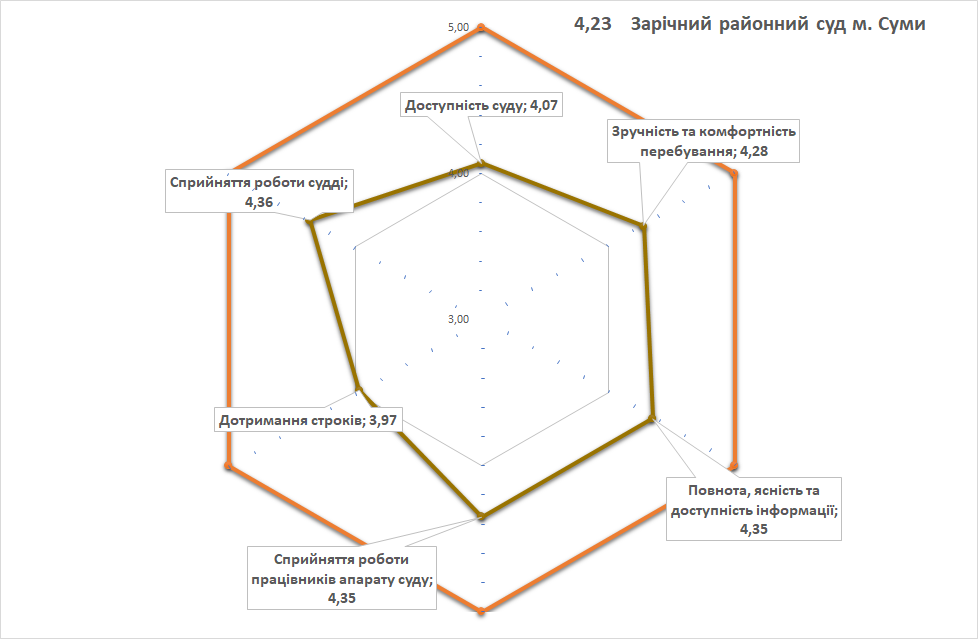 4,23 Зарічний районний суд м. Суми
5,00
Доступність суду; 4,07
Зручність та комфортність
перебування; 4,28
4,00
Сприйняття роботи судді;
4,36
3,00
Дотримання строків; 3,97
Повнота, ясність та
доступність інформації;
4,35
Сприйняття роботи
працівників апарату суду;
4,35